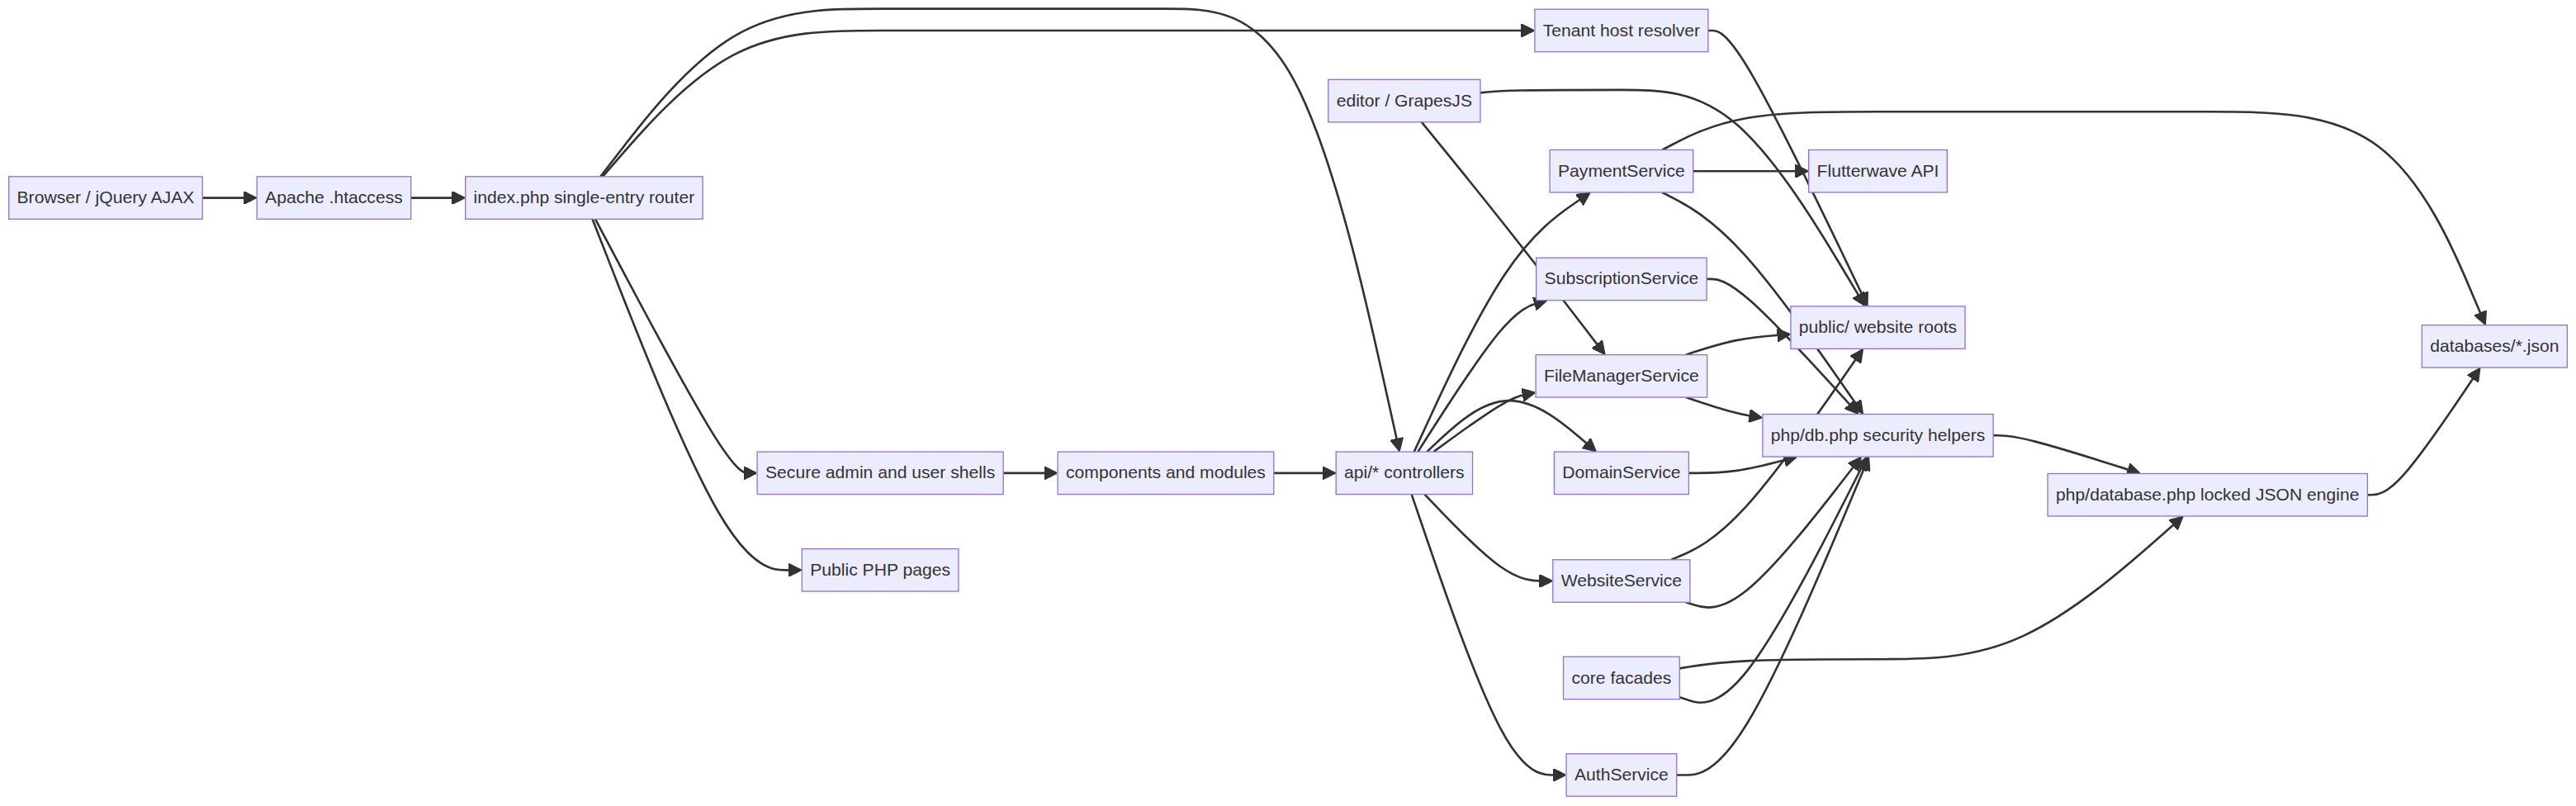 Browser / jQuery AJAX
Apache .htaccess
index.php single-entry router
Tenant host resolver
editor / GrapesJS
PaymentService
Flutterwave API
SubscriptionService
public/ website roots
databases/*.json
FileManagerService
php/db.php security helpers
Secure admin and user shells
components and modules
api/* controllers
DomainService
php/database.php locked JSON engine
Public PHP pages
WebsiteService
core facades
AuthService